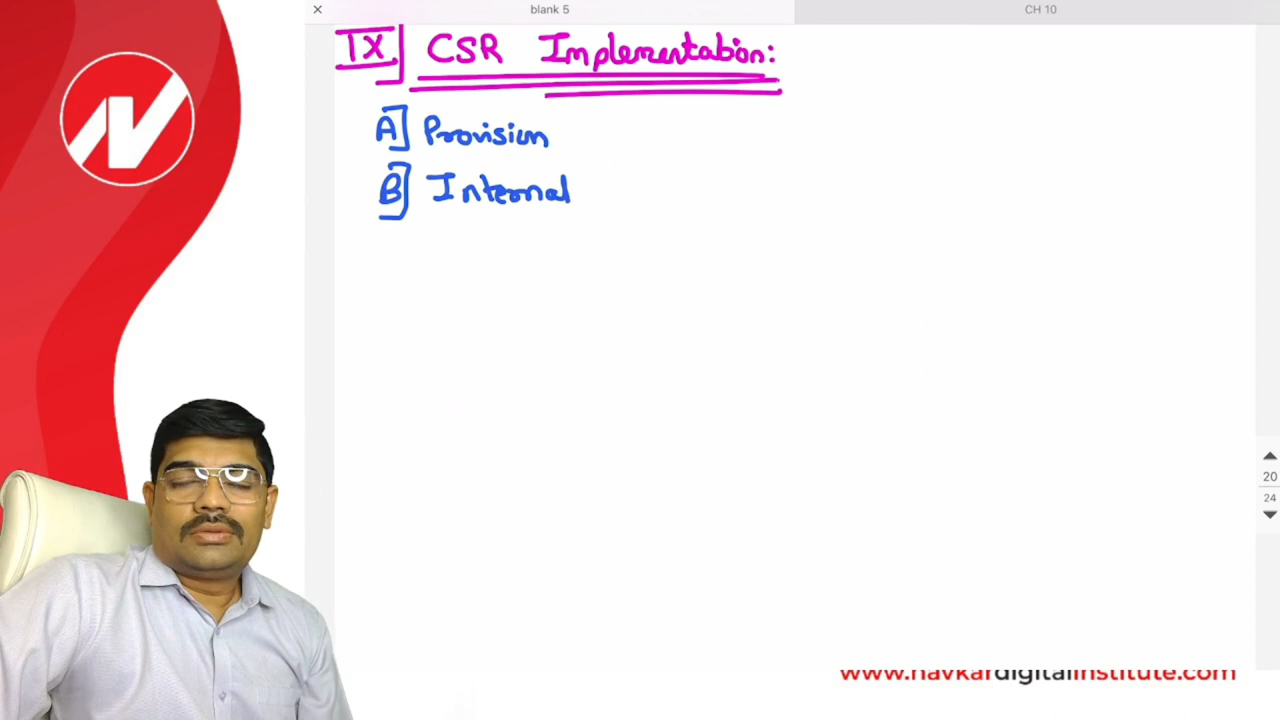 blank 5
CH 10
IX] CSR Implementation:
A] Provision
B] Internal
20
24
www.navkardigitalinstitute.com